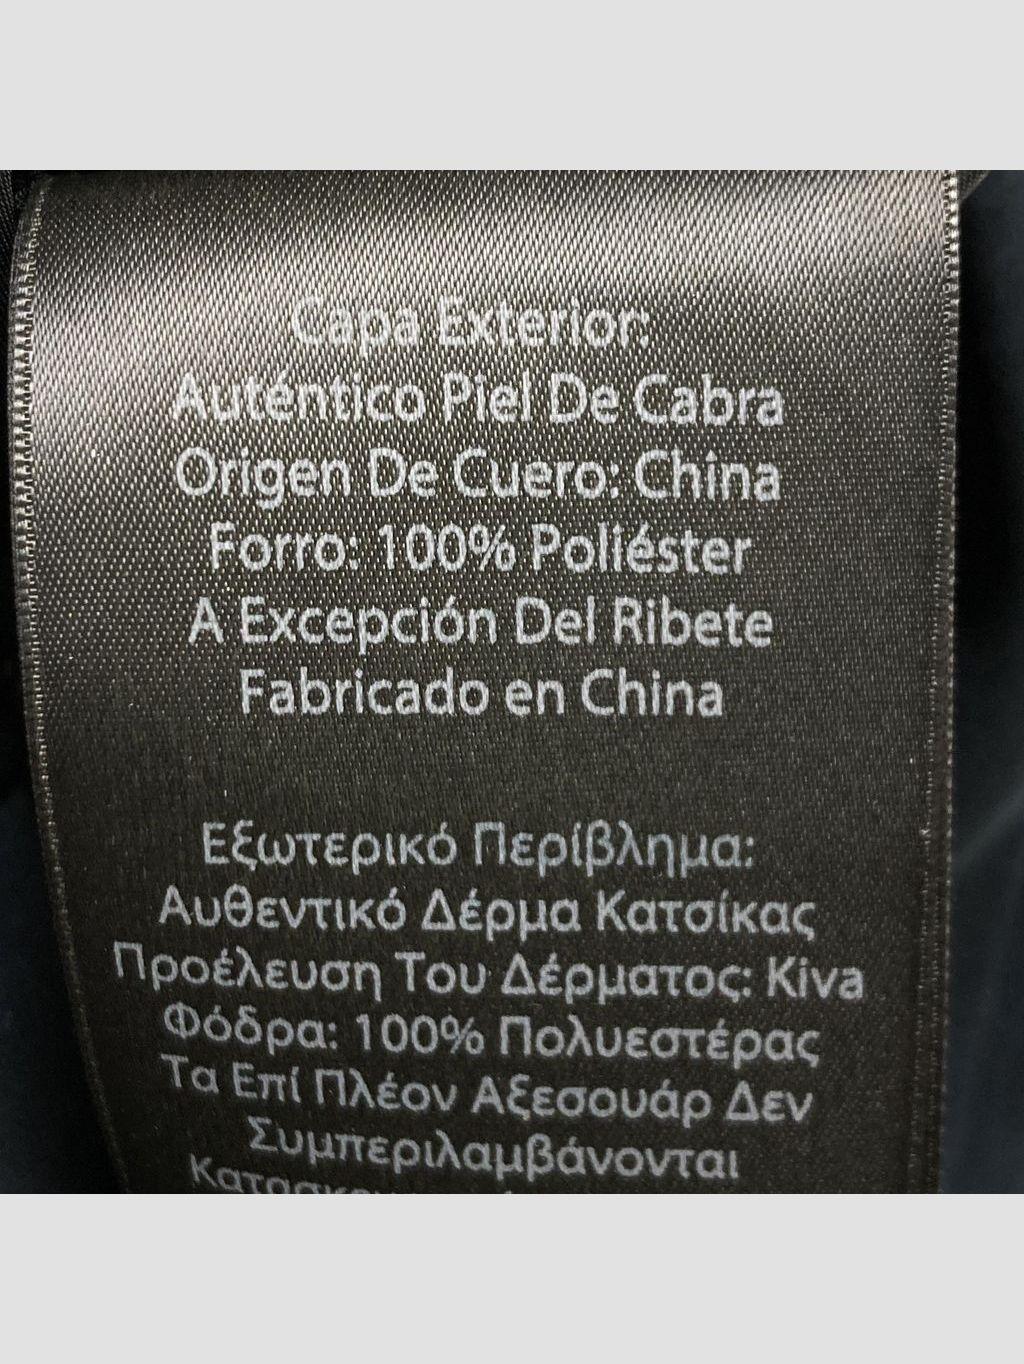 Capa Exterior:
Auténtico Piel De Cabra
Origen De Cuero: China
Forro: 100% Poliéster
A Excepción Del Ribete
Fabricado en China
Εξωτερικό Περίβλημα:
Αυθεντικό Δέρμα Κατσίκας
Προέλευση Του Δέρματος: Κίνα
Φόδρα: 100% Πολυεστέρας
Τα Επί Πλέον Αξεσουάρ Δεν
Συμπεριλαμβάνονται